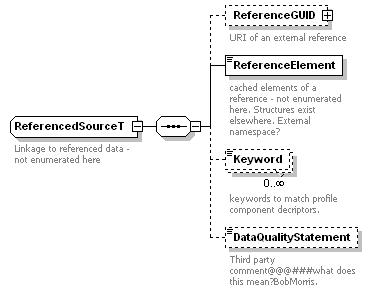 ReferenceGUID
URI of an external reference
ReferenceElement
cached elements of a
reference - not enumerated
here. Structures exist
elsewhere. External
namespace?
ReferencedSourceT
Linkage to referenced data -
not enumerated here
Keyword
0..∞
keywords to match profile
component decriptors.
DataQualityStatement
Third party
comment@@@###what does
this mean?BobMorris.